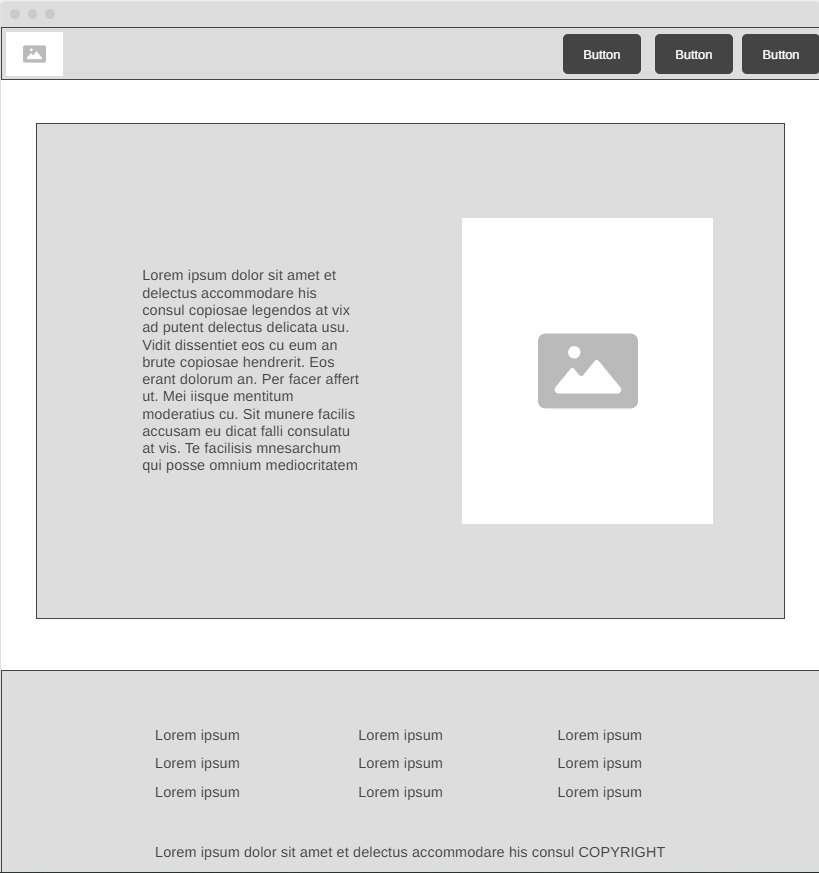 Button Button Button
Lorem ipsum dolor sit amet et
delectus accommodare his
consul copiosae legendos at vix
ad putent delectus delicata usu.
Vidit dissentiet eos cu eum an
brute copiosae hendrerit. Eos
erant dolorum an. Per facer affert
ut. Mei iisque mentitum
moderatius cu. Sit munere facilis
accusam eu dicat falli consulatu
at vis. Te facilisis mnesarchum
qui posse omnium mediocritatem
Lorem ipsum Lorem ipsum Lorem ipsum
Lorem ipsum Lorem ipsum Lorem ipsum
Lorem ipsum Lorem ipsum Lorem ipsum
Lorem ipsum dolor sit amet et delectus accommodare his consul COPYRIGHT